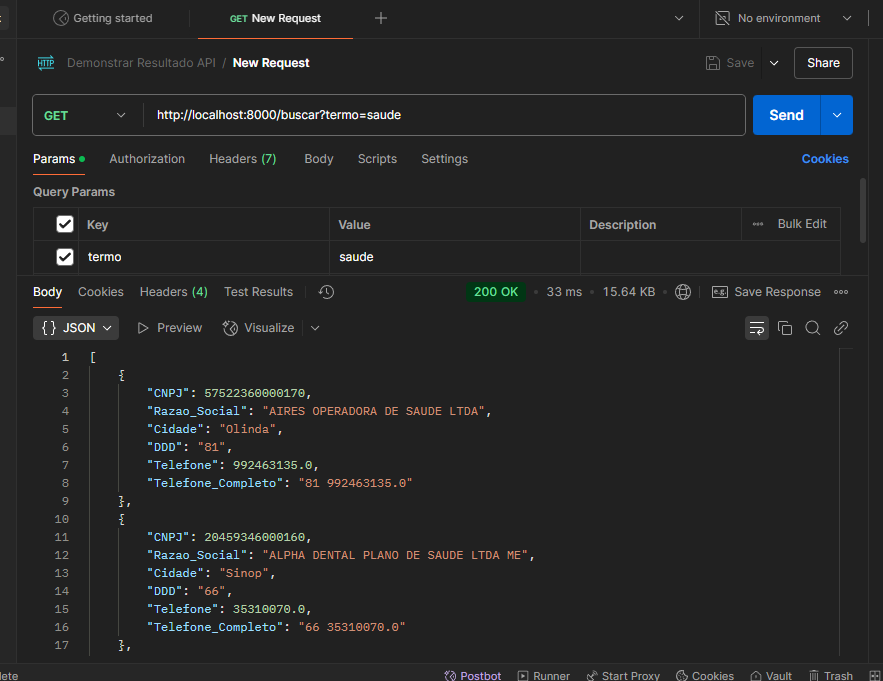 Getting started GET New Request No environment
HTTP Demonstrar Resultado API / New Request Save Share
GET http://localhost:8000/buscar?termo=saude Send
Params Authorization Headers (7) Body Scripts Settings Cookies
Query Params
Key Value Description Bulk Edit
termo saude
Body Cookies Headers (4) Test Results 200 OK 33 ms 15.64 KB e.g. Save Response
{} JSON Preview Visualize
1 [
2 {
3 "CNPJ": 57522360000170,
4 "Razao_Social": "AIRES OPERADORA DE SAUDE LTDA",
5 "Cidade": "Olinda",
6 "DDD": "81",
7 "Telefone": 992463135.0,
8 "Telefone_Completo": "81 992463135.0"
9 },
10 {
11 "CNPJ": 20459346000160,
12 "Razao_Social": "ALPHA DENTAL PLANO DE SAUDE LTDA ME",
13 "Cidade": "Sinop",
14 "DDD": "66",
15 "Telefone": 35310070.0,
16 "Telefone_Completo": "66 35310070.0"
17 },
lete Postbot Runner Start Proxy Cookies Vault Trash